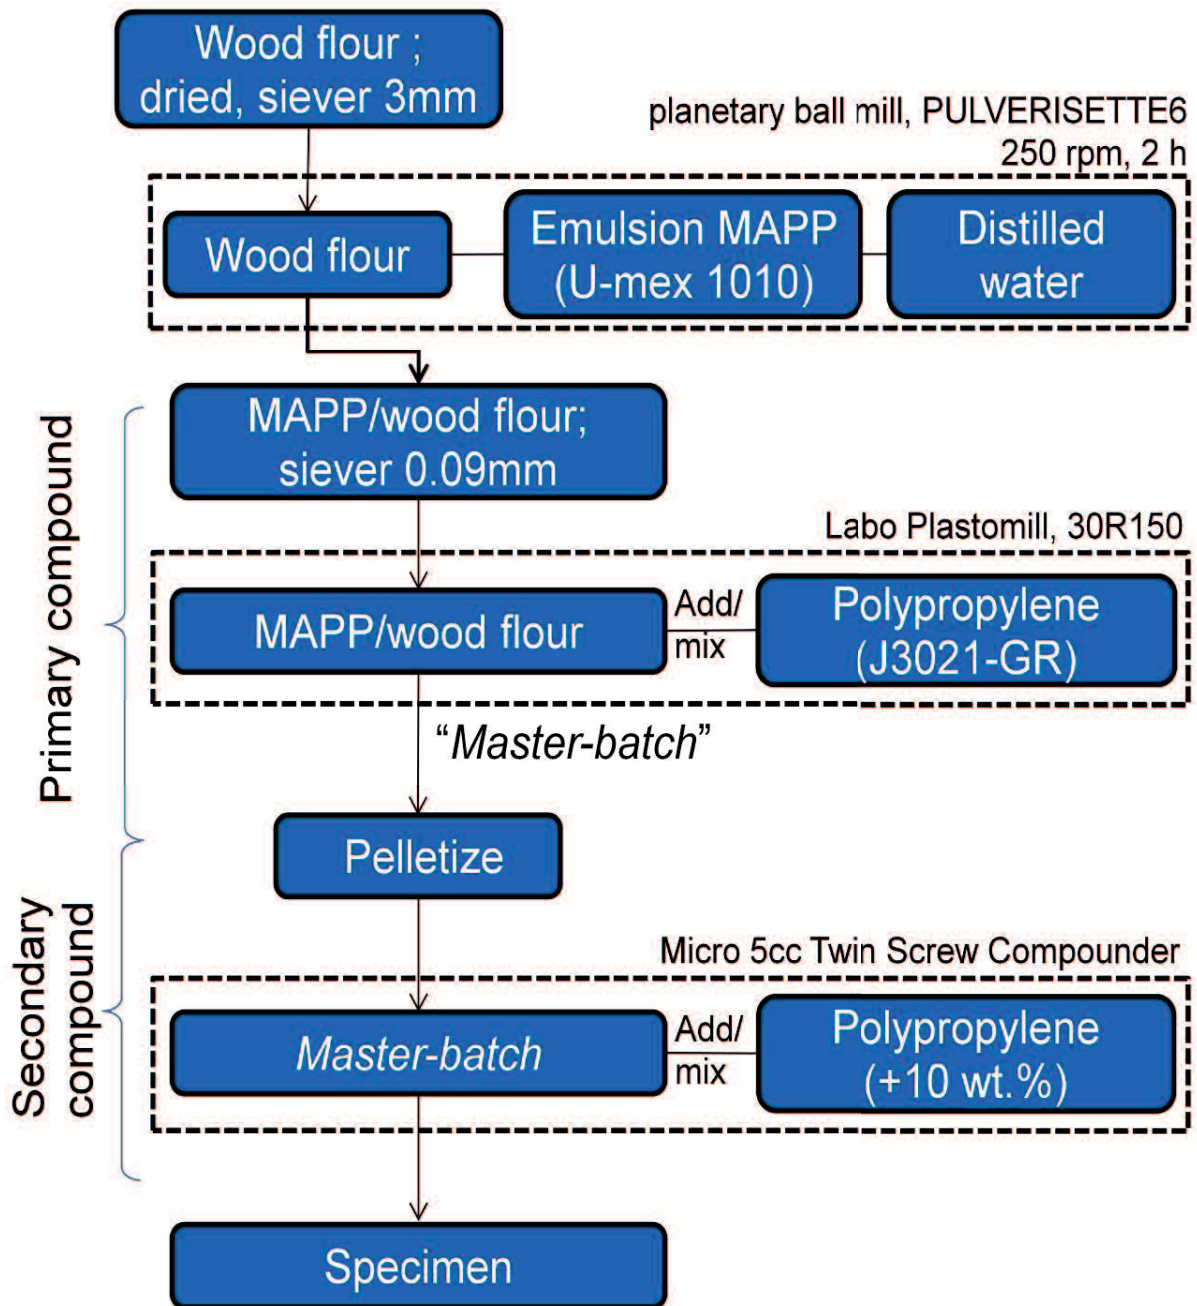 Wood flour ;
dried, siever 3mm
planetary ball mill, PULVERISETTE6
250 rpm, 2 h
Wood flour
Emulsion MAPP
(U-mex 1010)
Distilled
water
MAPP/wood flour;
siever 0.09mm
Primary compound
Labo Plastomill, 30R150
MAPP/wood flour
Add/
mix
Polypropylene
(J3021-GR)
“Master-batch”
Pelletize
Secondary
compound
Micro 5cc Twin Screw Compounder
Master-batch
Add/
mix
Polypropylene
(+10 wt.%)
Specimen